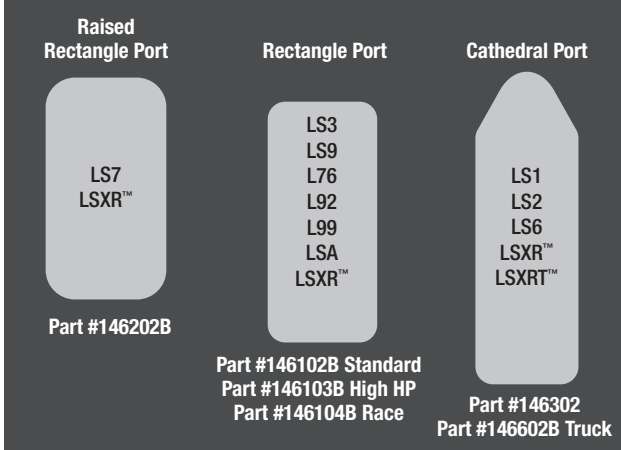 Raised
Rectangle Port
LS7
LSXR™
Part #146202B
Rectangle Port
LS3
LS9
L76
L92
L99
LSA
LSXR™
Part #146102B Standard
Part #146103B High HP
Part #146104B Race
Cathedral Port
LS1
LS2
LS6
LSXR™
LSXRT™
Part #146302
Part #146602B Truck